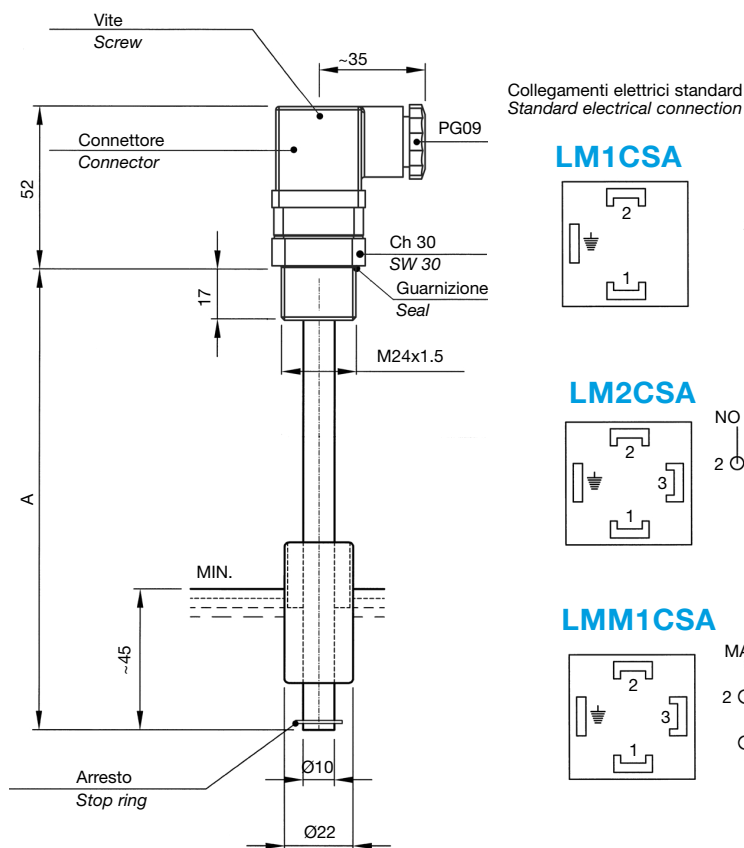 Vite
Screw
~35
Collegamenti elettrici standard
Standard electrical connection
PG09
Connettore
Connector
52
LM1CSA
2
1
Ch 30
SW 30
Guarnizione
Seal
17
M24x1.5
LM2CSA
NO
2
2
3
1
A
MIN.
~45
LMM1CSA
2
2
3
1
Arresto
Stop ring
Ø10
Ø22